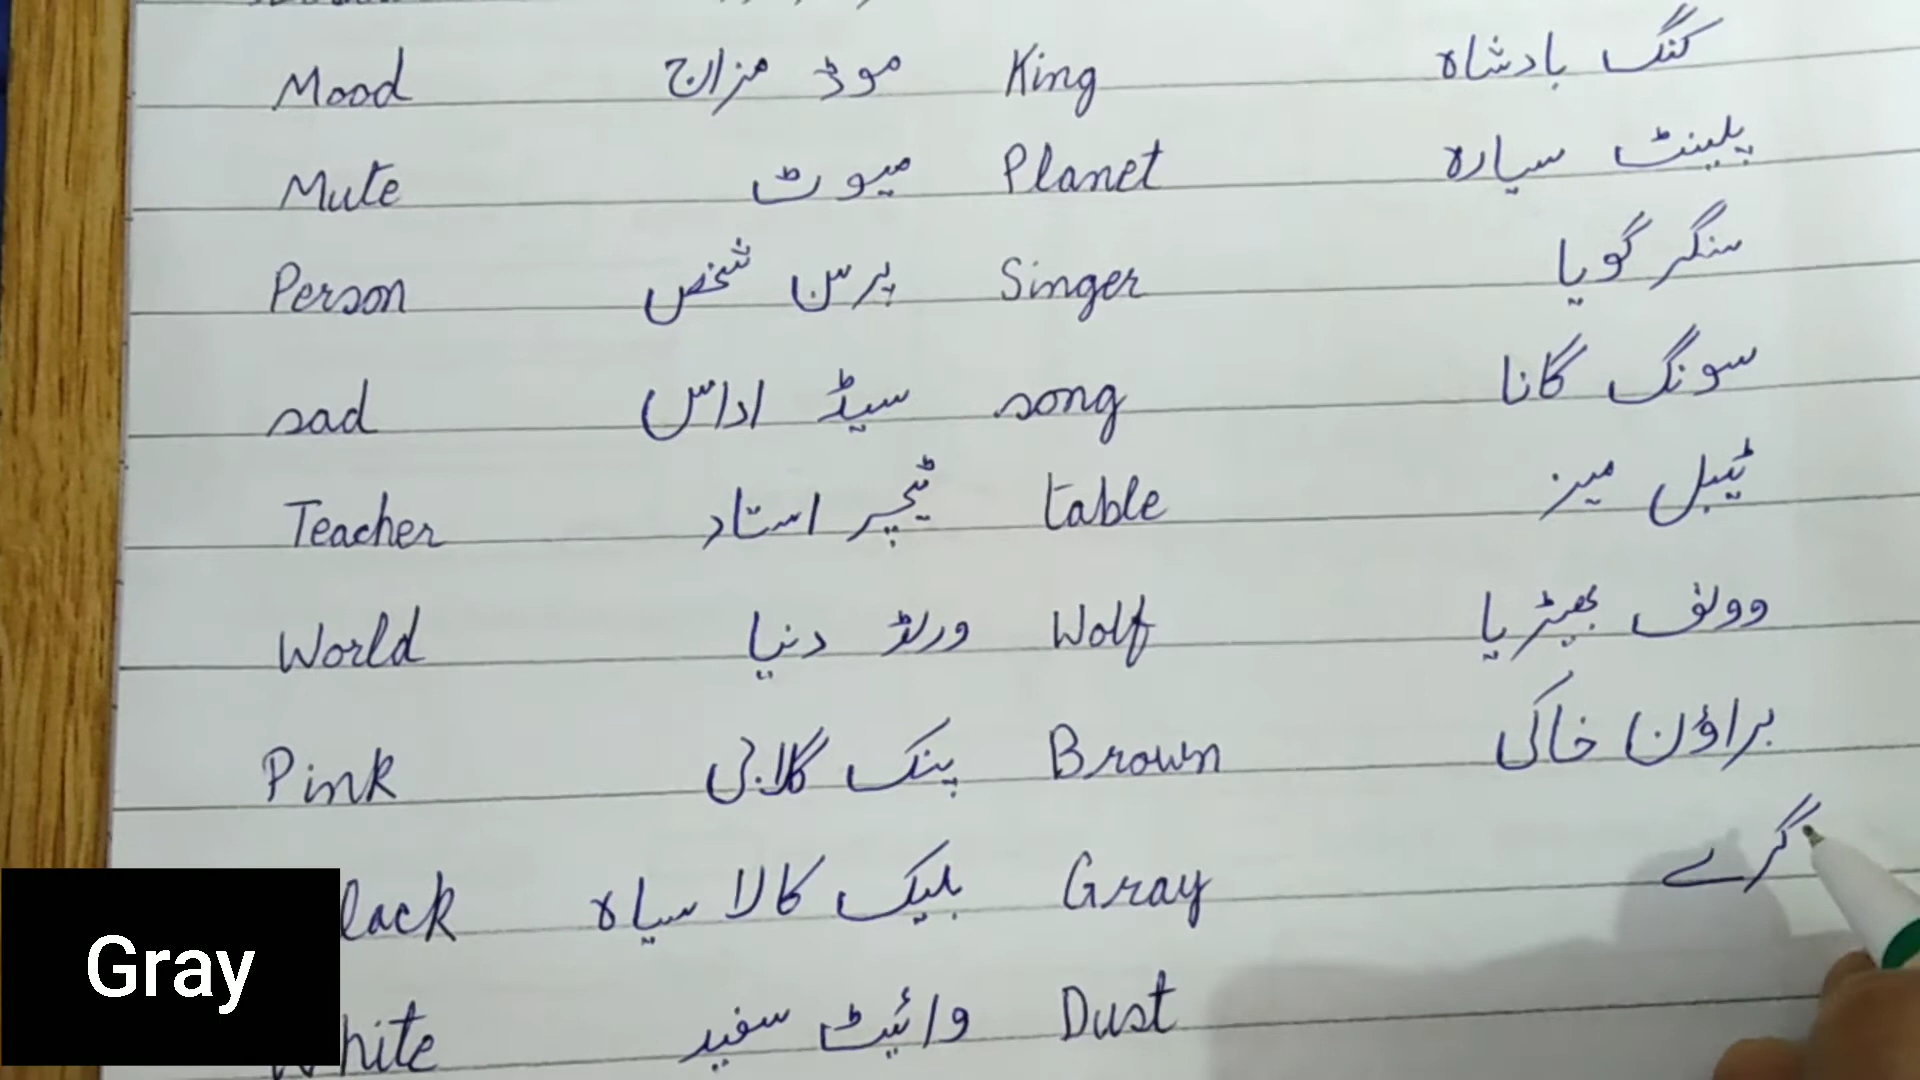 Mood موڈ مزاج King کنگ بادشاہ
Mute میوٹ Planet پلینٹ سیارہ
Person پرسن شخص Singer سنگر گویا
sad سیڈ اداس song سونگ گانا
Teacher ٹیچر استاد table ٹیبل میز
World ورلڈ دنیا Wolf وولف بھیڑیا
Pink پنک گلابی Brown براؤن خاکی
lack بلیک کالا سیاہ Gray گرے
Gray
hite وائیٹ سفید Dust